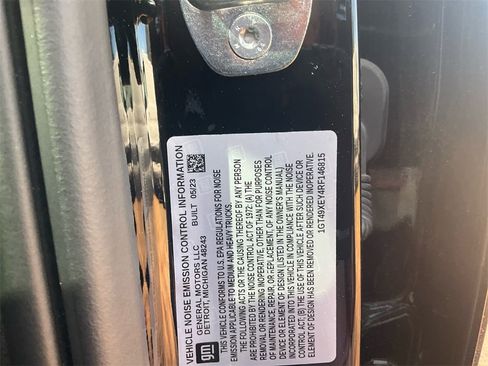 VEHICLE NOISE EMISSION CONTROL INFORMATION
GENERAL MOTORS LLC
DETROIT, MICHIGAN 48243
BUILT 05/23
gm
THIS VEHICLE CONFORMS TO U.S. EPA REGULATIONS FOR NOISE
EMISSION APPLICABLE TO MEDIUM AND HEAVY TRUCKS.
THE FOLLOWING ACTS OR THE CAUSING THEREOF BY ANY PERSON
ARE PROHIBITED BY THE NOISE CONTROL ACT OF 1972: (A) THE
REMOVAL OR RENDERING INOPERATIVE, OTHER THAN FOR PURPOSES
OF MAINTENANCE, REPAIR, OR REPLACEMENT, OF ANY NOISE CONTROL
DEVICE OR ELEMENT OF DESIGN (LISTED IN THE OWNER'S MANUAL)
INCORPORATED INTO THIS VEHICLE IN COMPLIANCE WITH THE NOISE
CONTROL ACT; (B) THE USE OF THIS VEHICLE AFTER SUCH DEVICE OR
ELEMENT OF DESIGN HAS BEEN REMOVED OR RENDERED INOPERATIVE.
1GT49XEY4RF146815